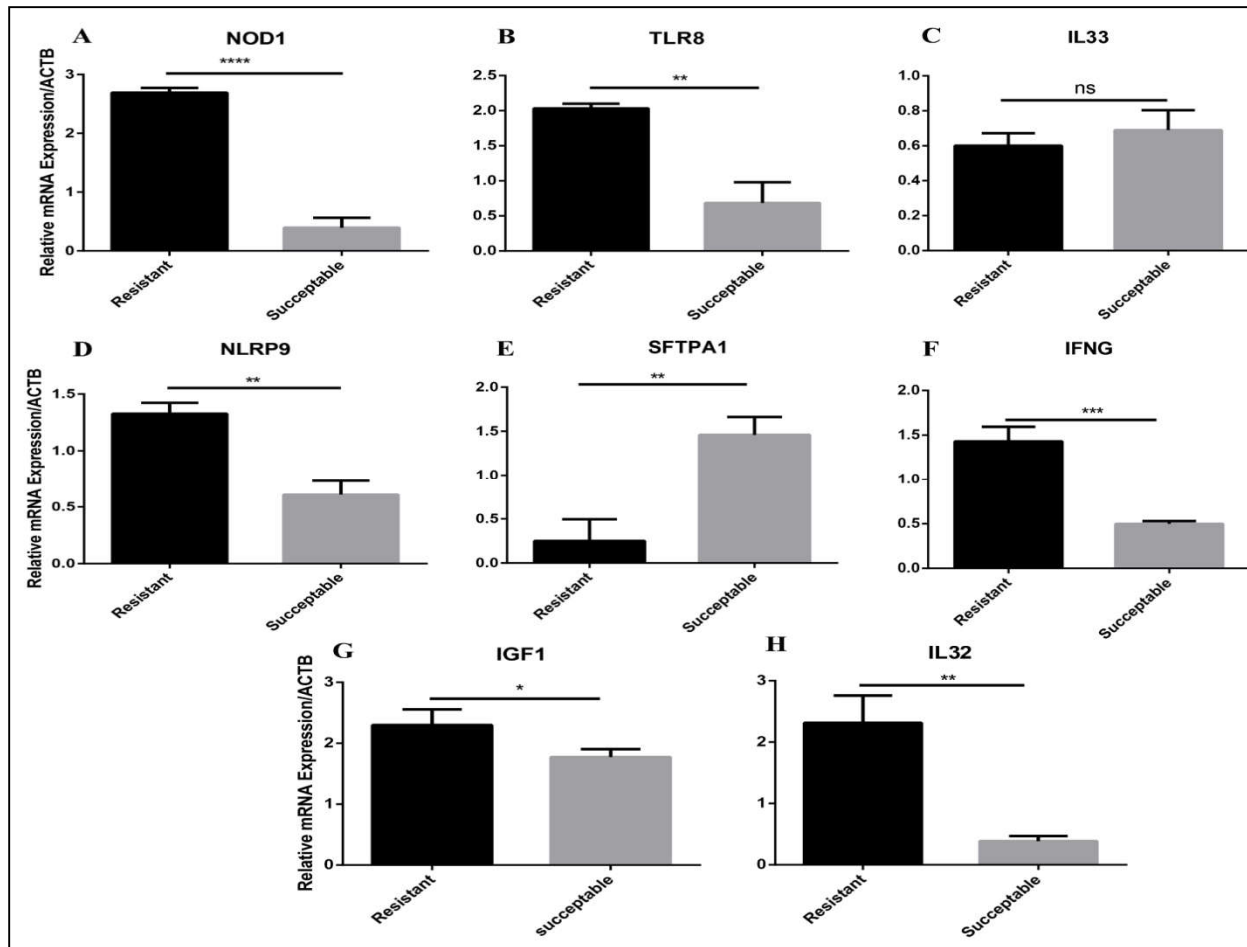 A NOD1
Relative mRNA Expression/ACTB
3
2
1
0
****
Resistant
Succeptable
B TLR8
2.5
2.0
1.5
1.0
0.5
0.0
**
Resistant
Succeptable
C IL33
1.0
0.8
0.6
0.4
0.2
0.0
ns
Resistant
Succeptable
D NLRP9
Relative mRNA Expression/ACTB
1.5
1.0
0.5
0.0
**
Resistant
Succeptable
E SFTPA1
2.0
1.5
1.0
0.5
0.0
**
Resistant
Succeptable
F IFNG
2.0
1.5
1.0
0.5
0.0
***
Resistant
Succeptable
G IGF1
Relative mRNA Expression/ACTB
3
2
1
0
*
Resistant
succeptable
H IL32
3
2
1
0
**
Resistant
Succeptable